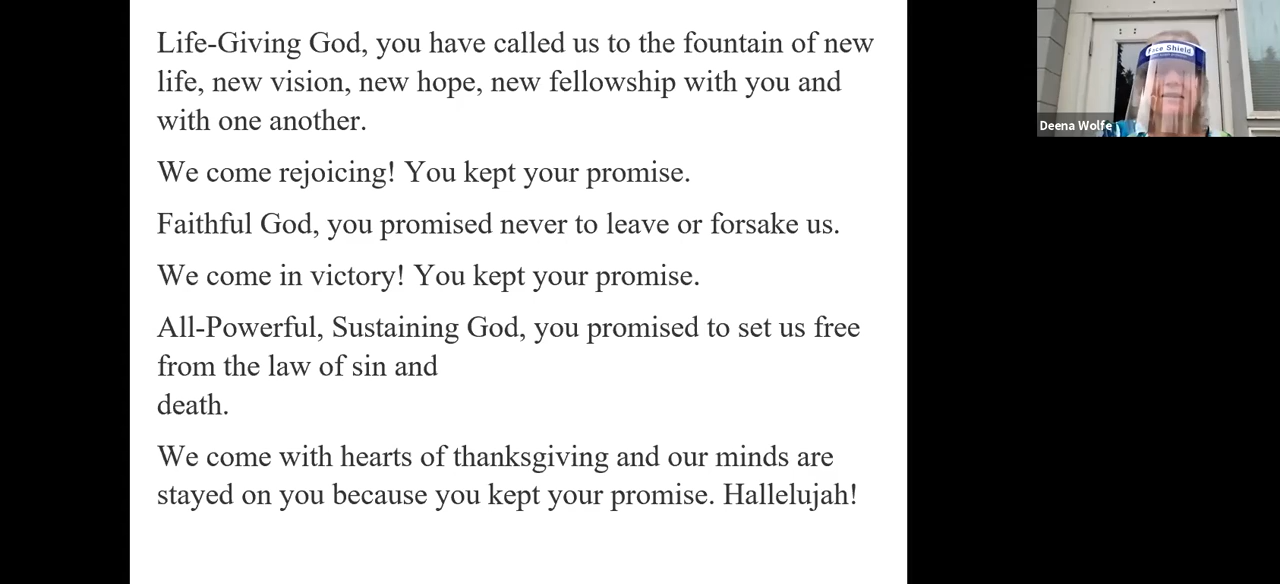 Life-Giving God, you have called us to the fountain of new
life, new vision, new hope, new fellowship with you and
with one another.
We come rejoicing! You kept your promise.
Faithful God, you promised never to leave or forsake us.
We come in victory! You kept your promise.
All-Powerful, Sustaining God, you promised to set us free
from the law of sin and
death.
We come with hearts of thanksgiving and our minds are
stayed on you because you kept your promise. Hallelujah!
Face Shield
Deena Wolfe